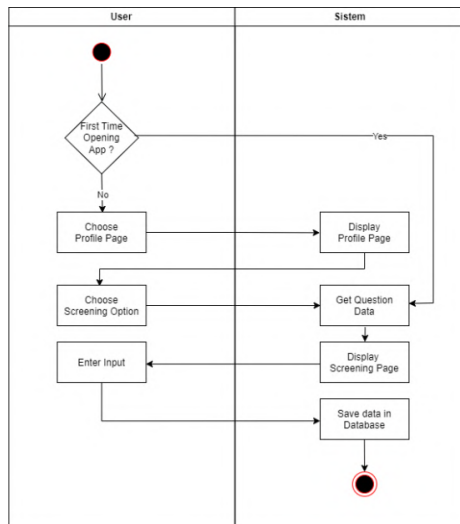 User
Sistem
First Time
Opening
App ?
Yes
No
Choose
Profile Page
Display
Profile Page
Choose
Screening Option
Get Question
Data
Enter Input
Display
Screening Page
Save data in
Database